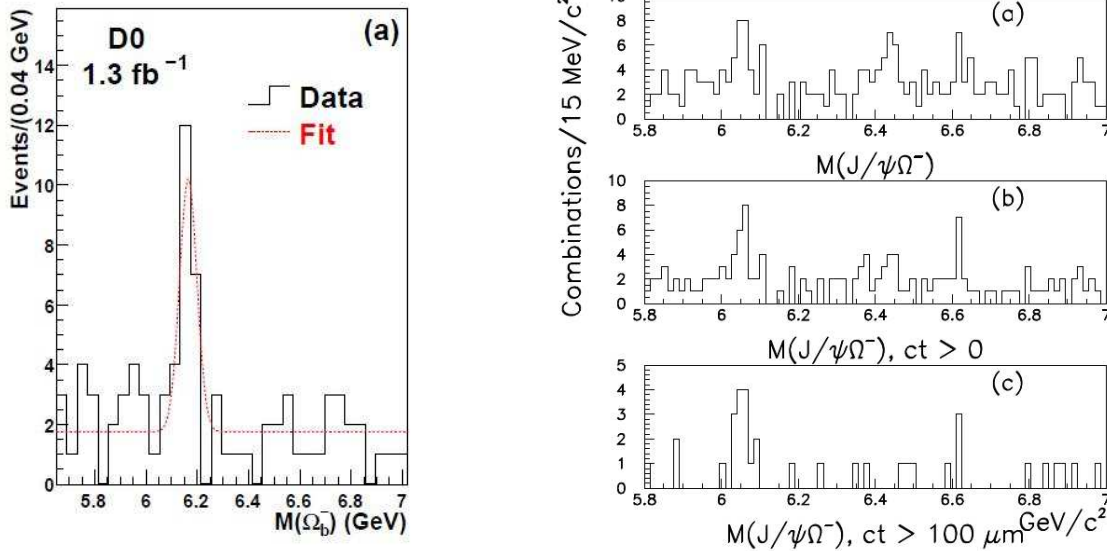 Events/(0.04 GeV)
D0
1.3 fb⁻¹
(a)
Data
Fit
14
12
10
8
6
4
2
0
5.8 6 6.2 6.4 6.6 6.8 7
M(Ω_b⁻) (GeV)
Combinations/15 MeV/c²
(a)
10
8
6
4
2
0
5.8 6 6.2 6.4 6.6 6.8 7
M(J/ψΩ⁻)
(b)
10
8
6
4
2
0
5.8 6 6.2 6.4 6.6 6.8 7
M(J/ψΩ⁻), ct > 0
(c)
5
4
3
2
1
0
5.8 6 6.2 6.4 6.6 6.8 7
GeV/c²
M(J/ψΩ⁻), ct > 100 μm